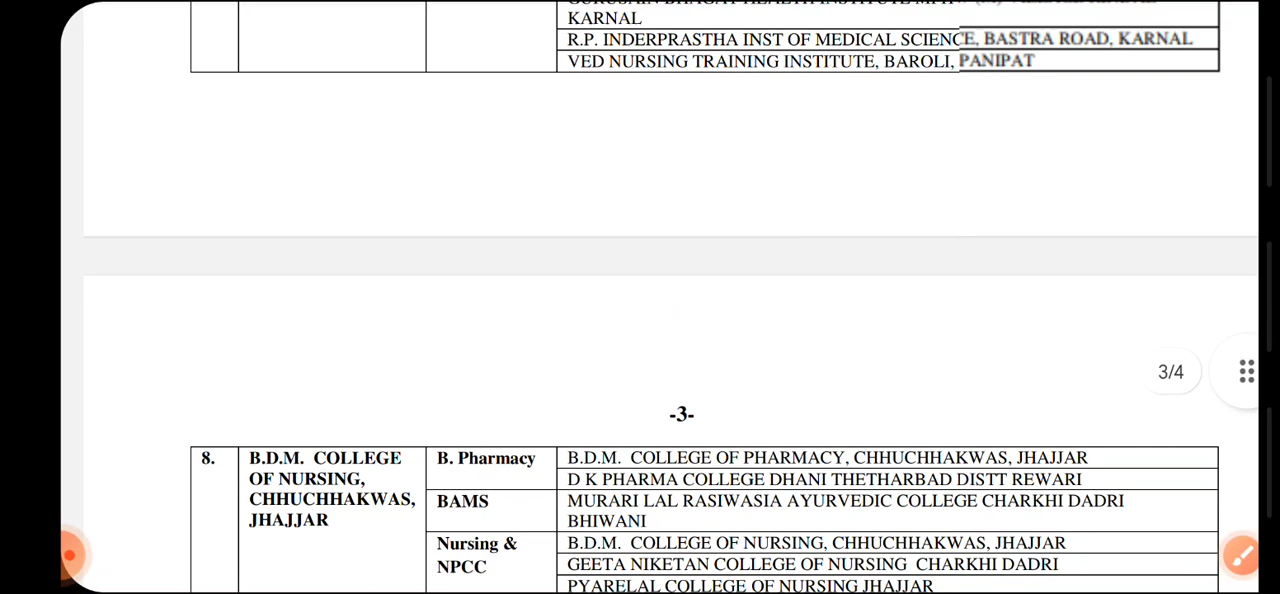 KARNAL
R.P. INDERPRASTHA INST OF MEDICAL SCIENCE, BASTRA ROAD, KARNAL
VED NURSING TRAINING INSTITUTE, BAROLI, PANIPAT
3/4
-3-
8. B.D.M. COLLEGE B. Pharmacy B.D.M. COLLEGE OF PHARMACY, CHHUCHHAKWAS, JHAJJAR
OF NURSING, D K PHARMA COLLEGE DHANI THETHARBAD DISTT REWARI
CHHUCHHAKWAS, BAMS MURARI LAL RASIWASIA AYURVEDIC COLLEGE CHARKHI DADRI
JHAJJAR BHIWANI
Nursing & B.D.M. COLLEGE OF NURSING, CHHUCHHAKWAS, JHAJJAR
NPCC GEETA NIKETAN COLLEGE OF NURSING CHARKHI DADRI
PYARELAL COLLEGE OF NURSING JHAJJAR